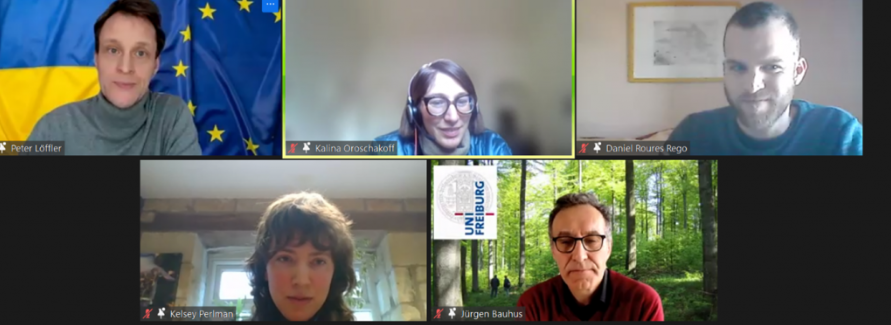 Peter Löffler
Kalina Oroschakoff
Daniel Roures Rego
UNI
FREIBURG
Kelsey Perlman
Jürgen Bauhus